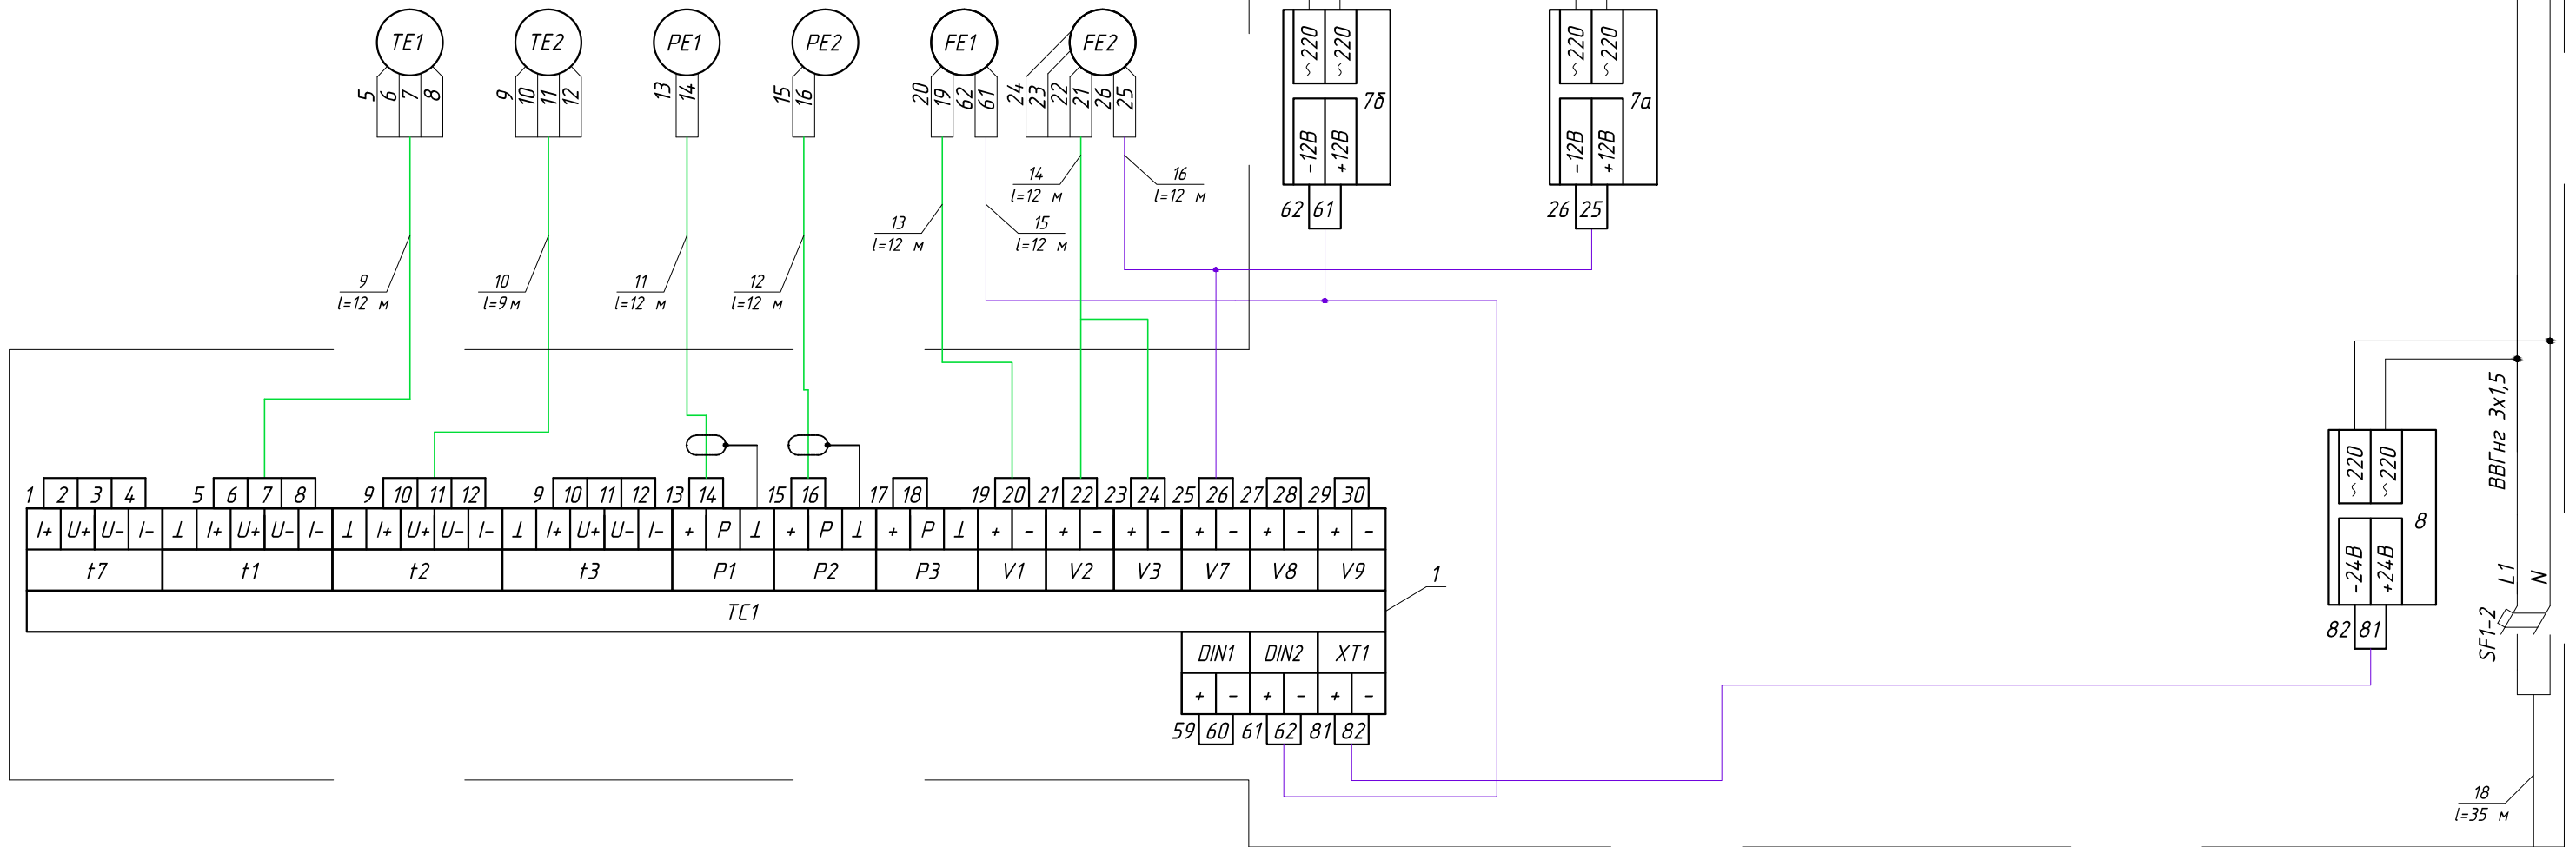 TE1 TE2 PE1 PE2 FE1 FE2
5 6 7 8 9 10 11 12 13 14 15 16 20 19 62 61 24 23 22 21 26 25
~220 ~220
7б
-12В +12В
62 61
~220 ~220
7а
-12В +12В
26 25
14
l=12 м
16
l=12 м
13
l=12 м
15
l=12 м
9
l=12 м
10
l=9 м
11
l=12 м
12
l=12 м
ВВГнг 3х1,5
~220 ~220
8
-24В +24В
82 81
L1 N
SF1-2
1 2 3 4 5 6 7 8 9 10 11 12 9 10 11 12 13 14 15 16 17 18 19 20 21 22 23 24 25 26 27 28 29 30
I+ U+ U- I- ⊥ I+ U+ U- I- ⊥ I+ U+ U- I- ⊥ I+ U+ U- I- + P ⊥ + P ⊥ + P ⊥ + - + - + - + - + - + -
t7 t1 t2 t3 P1 P2 P3 V1 V2 V3 V7 V8 V9
1
ТС1
DIN1 DIN2 XT1
+ - + - + -
59 60 61 62 81 82
18
l=35 м